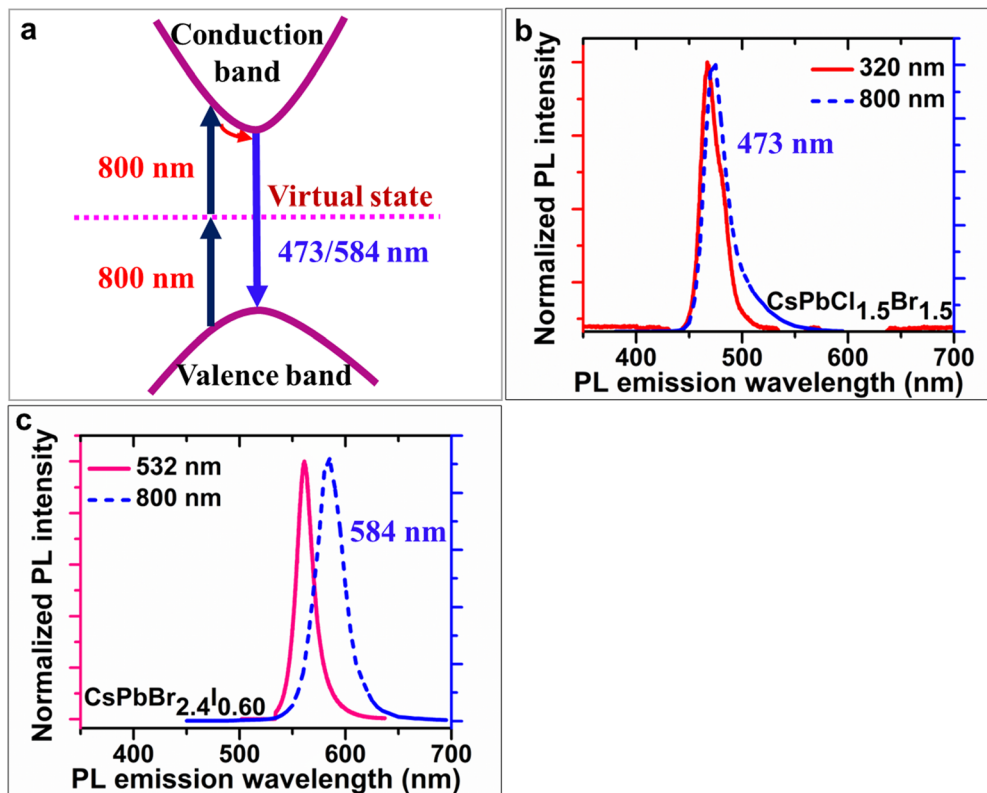 a
Conduction
band
800 nm
Virtual state
800 nm
473/584 nm
Valence band
b
Normalized PL intensity
320 nm
800 nm
473 nm
CsPbCl1.5Br1.5
400
500
600
700
PL emission wavelength (nm)
c
Normalized PL intensity
532 nm
800 nm
584 nm
CsPbBr2.4I0.60
400
500
600
700
PL emission wavelength (nm)